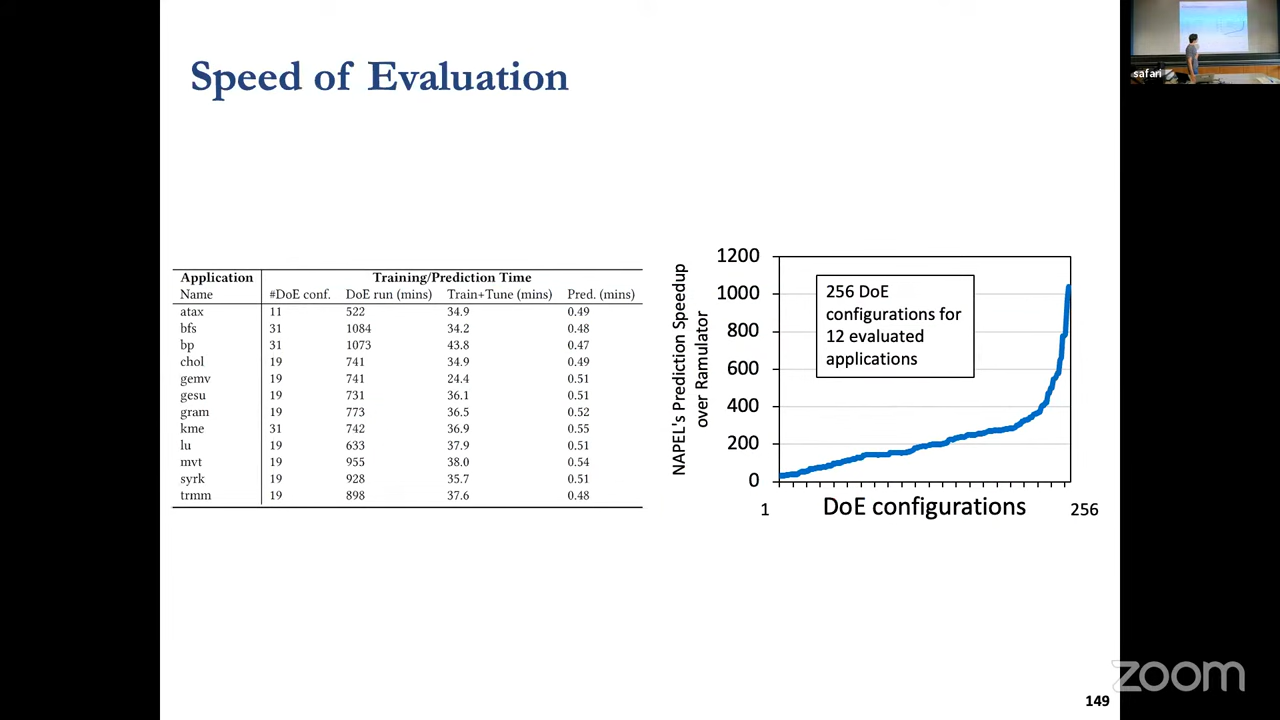 Speed of Evaluation
safari
Application Training/Prediction Time
Name #DoE conf. DoE run (mins) Train+Tune (mins) Pred. (mins)
atax 11 522 34.9 0.49
bfs 31 1084 34.2 0.48
bp 31 1073 43.8 0.47
chol 19 741 34.9 0.49
gemv 19 741 24.4 0.51
gesu 19 731 36.1 0.51
gram 19 773 36.5 0.52
kme 31 742 36.9 0.55
lu 19 633 37.9 0.51
mvt 19 955 38.0 0.54
syrk 19 928 35.7 0.51
trmm 19 898 37.6 0.48
NAPEL's Prediction Speedup
over Ramulator
1200
1000
800
600
400
200
0
256 DoE
configurations for
12 evaluated
applications
1 DoE configurations 256
zoom
149